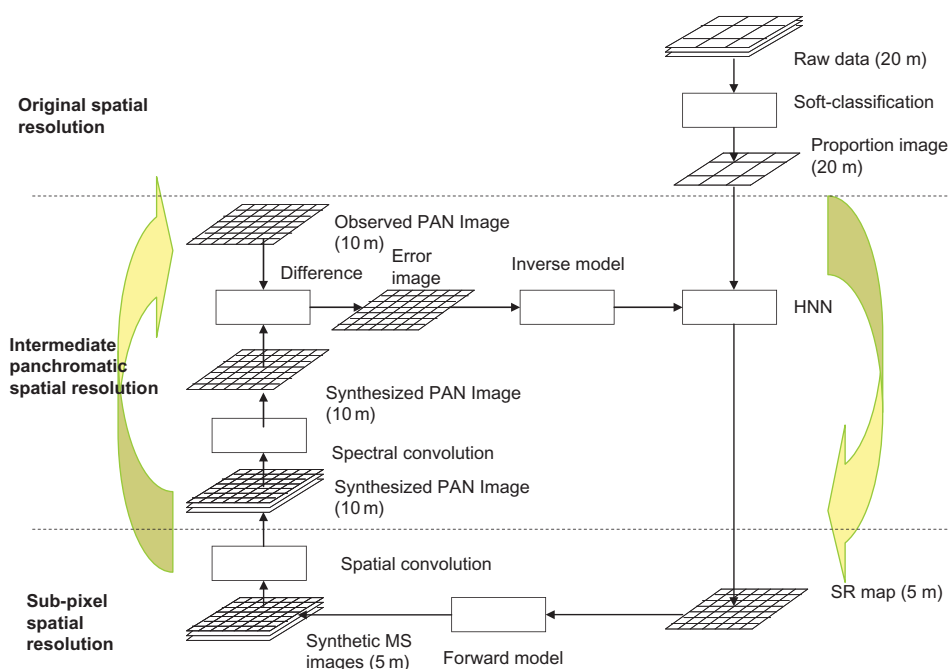 Raw data (20 m)
Original spatial
resolution
Soft-classification
Proportion image
(20 m)
Observed PAN Image
(10 m)
Difference
Error
image
Inverse model
HNN
Intermediate
panchromatic
spatial resolution
Synthesized PAN Image
(10 m)
Spectral convolution
Synthesized PAN Image
(10 m)
Spatial convolution
Sub-pixel
spatial
resolution
SR map (5 m)
Synthetic MS
images (5 m)
Forward model